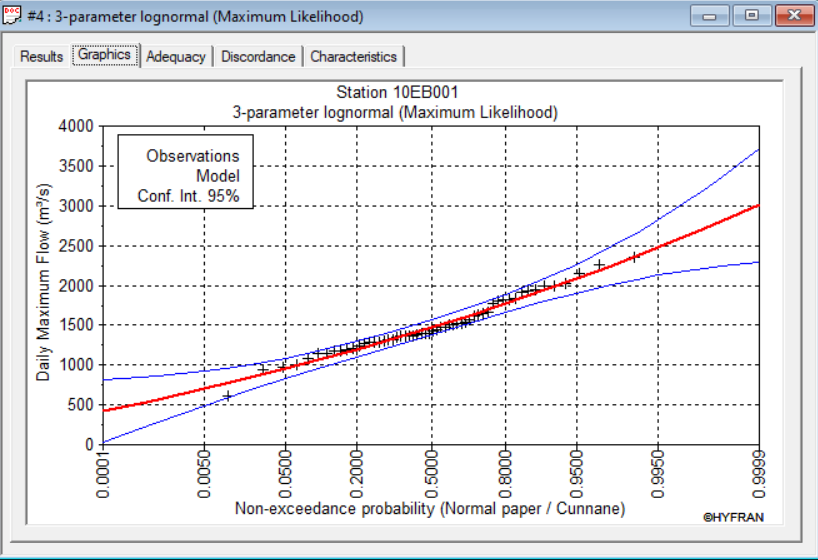 #4 : 3-parameter lognormal (Maximum Likelihood)
Results Graphics Adequacy Discordance Characteristics
Station 10EB001
3-parameter lognormal (Maximum Likelihood)
4000
3500
3000
2500
2000
1500
1000
500
0
Daily Maximum Flow (m³/s)
Observations
Model
Conf. Int. 95%
0.0001 0.0050 0.0500 0.2000 0.5000 0.8000 0.9500 0.9950 0.9999
Non-exceedance probability (Normal paper / Cunnane)
©HYFRAN